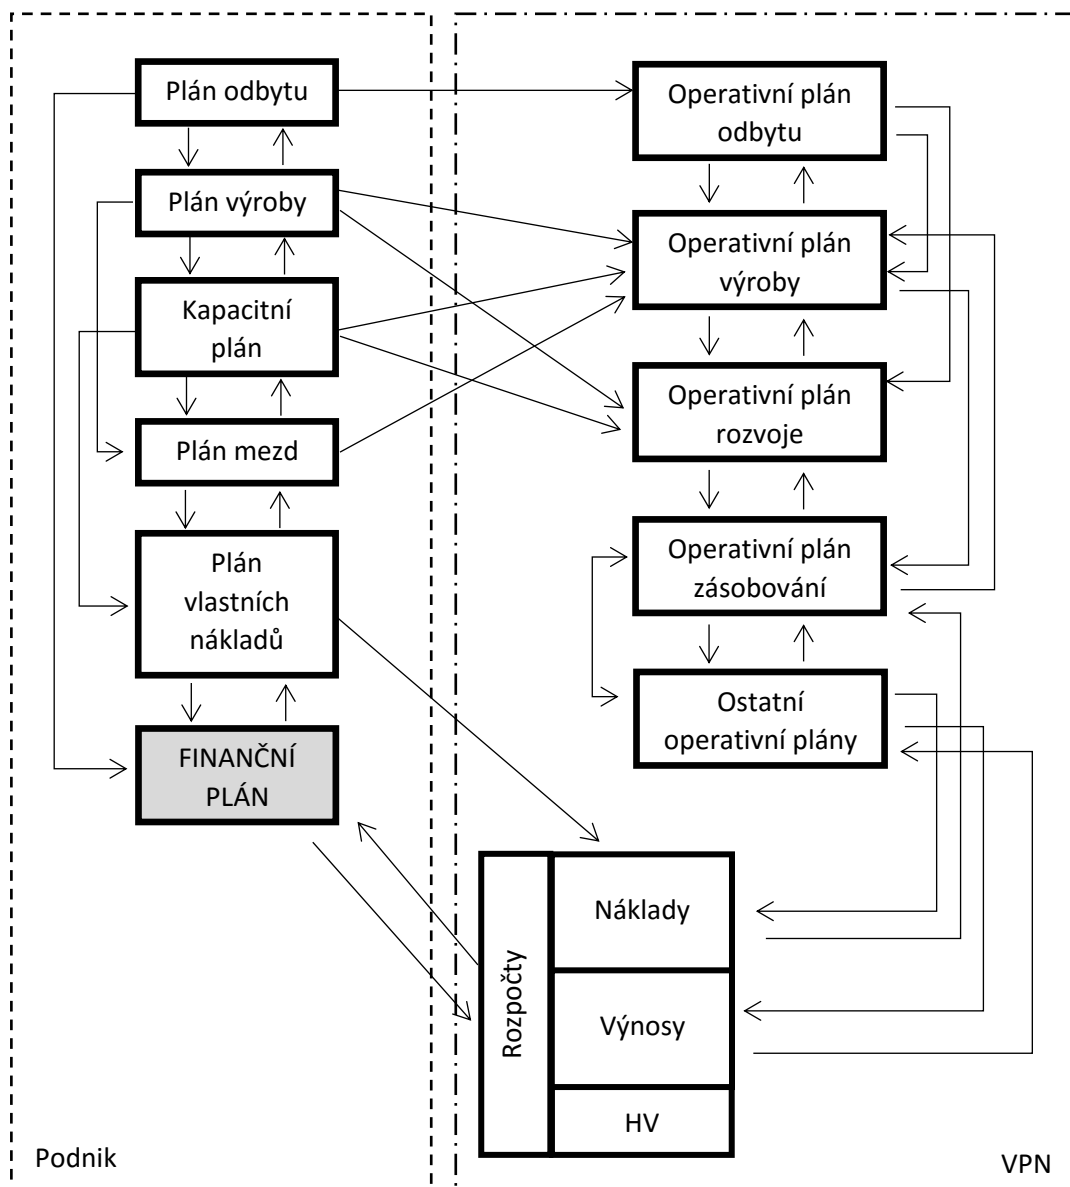 Plán odbytu
Plán výroby
Kapacitní
plán
Plán mezd
Plán
vlastních
nákladů
FINANČNÍ
PLÁN
Podnik
Operativní plán
odbytu
Operativní plán
výroby
Operativní plán
rozvoje
Operativní plán
zásobování
Ostatní
operativní plány
Rozpočty
Náklady
Výnosy
HV
VPN